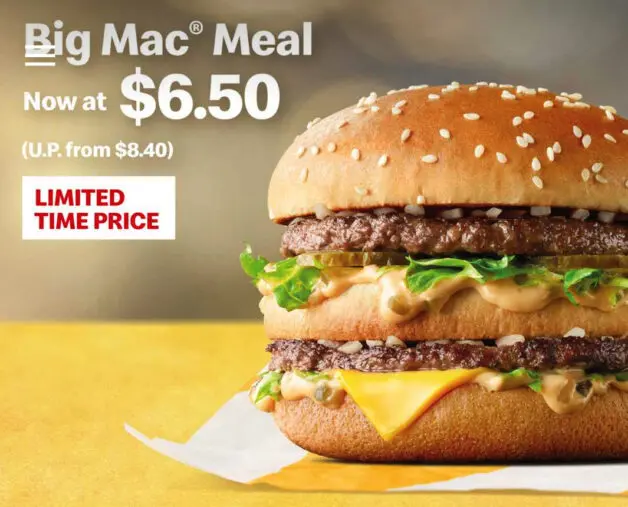 Big Mac® Meal
Now at $6.50
(U.P. from $8.40)
LIMITED
TIME PRICE